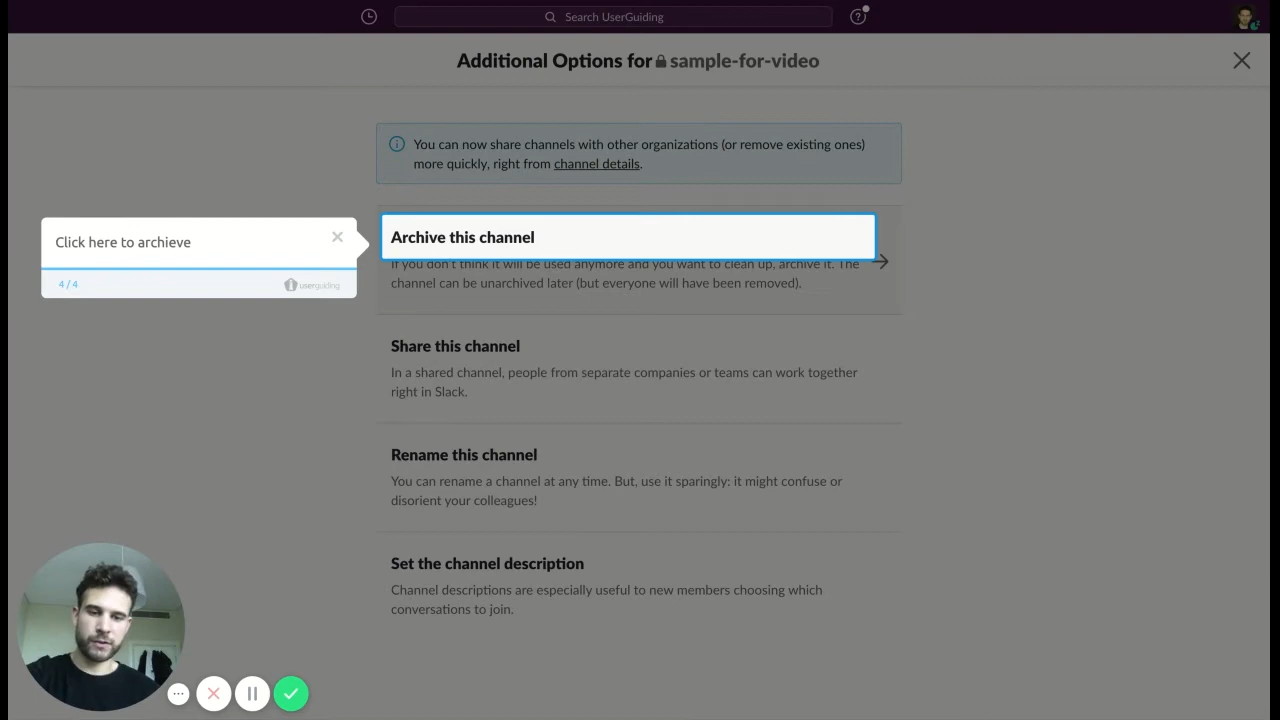 Search UserGuiding
Additional Options for sample-for-video
You can now share channels with other organizations (or remove existing ones)
more quickly, right from channel details.
Click here to archieve
4 / 4
userguiding
Archive this channel
If you don't think it will be used anymore and you want to clean up, archive it. The
channel can be unarchived later (but everyone will have been removed).
Share this channel
In a shared channel, people from separate companies or teams can work together
right in Slack.
Rename this channel
You can rename a channel at any time. But, use it sparingly: it might confuse or
disorient your colleagues!
Set the channel description
Channel descriptions are especially useful to new members choosing which
conversations to join.